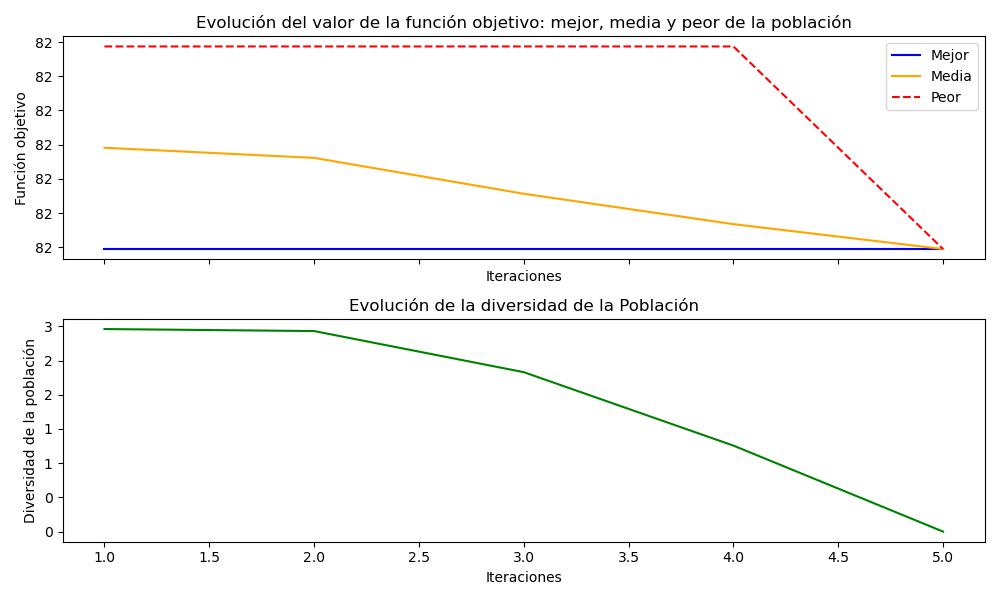 Evolución del valor de la función objetivo: mejor, media y peor de la población
82
82
82
82
82
82
82
Función objetivo
Mejor
Media
Peor
Iteraciones
Evolución de la diversidad de la Población
3
2
2
1
1
0
0
Diversidad de la población
1.0 1.5 2.0 2.5 3.0 3.5 4.0 4.5 5.0
Iteraciones